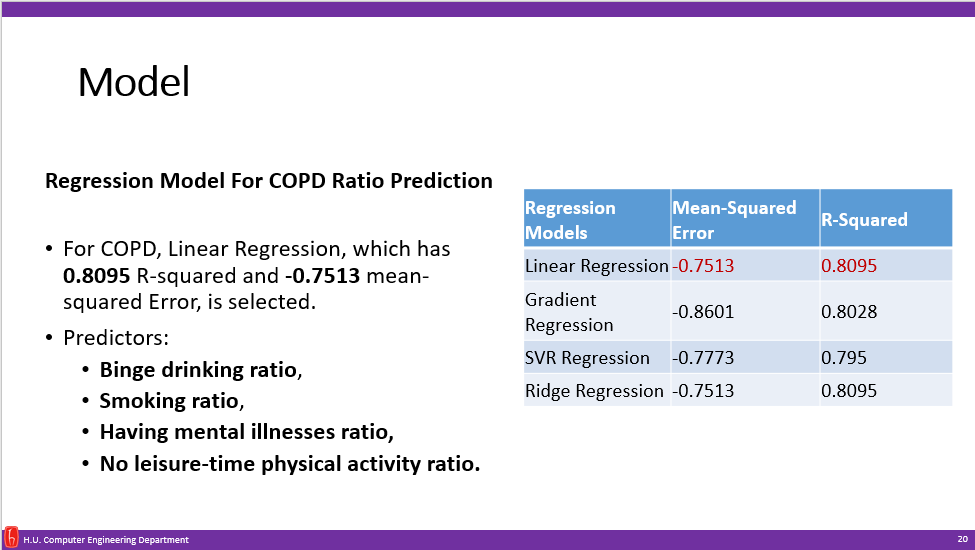 Model
Regression Model For COPD Ratio Prediction
• For COPD, Linear Regression, which has
0.8095 R-squared and -0.7513 mean-
squared Error, is selected.
• Predictors:
• Binge drinking ratio,
• Smoking ratio,
• Having mental illnesses ratio,
• No leisure-time physical activity ratio.
Regression Models Mean-Squared Error R-Squared
Linear Regression -0.7513 0.8095
Gradient Regression -0.8601 0.8028
SVR Regression -0.7773 0.795
Ridge Regression -0.7513 0.8095
H.U. Computer Engineering Department
20